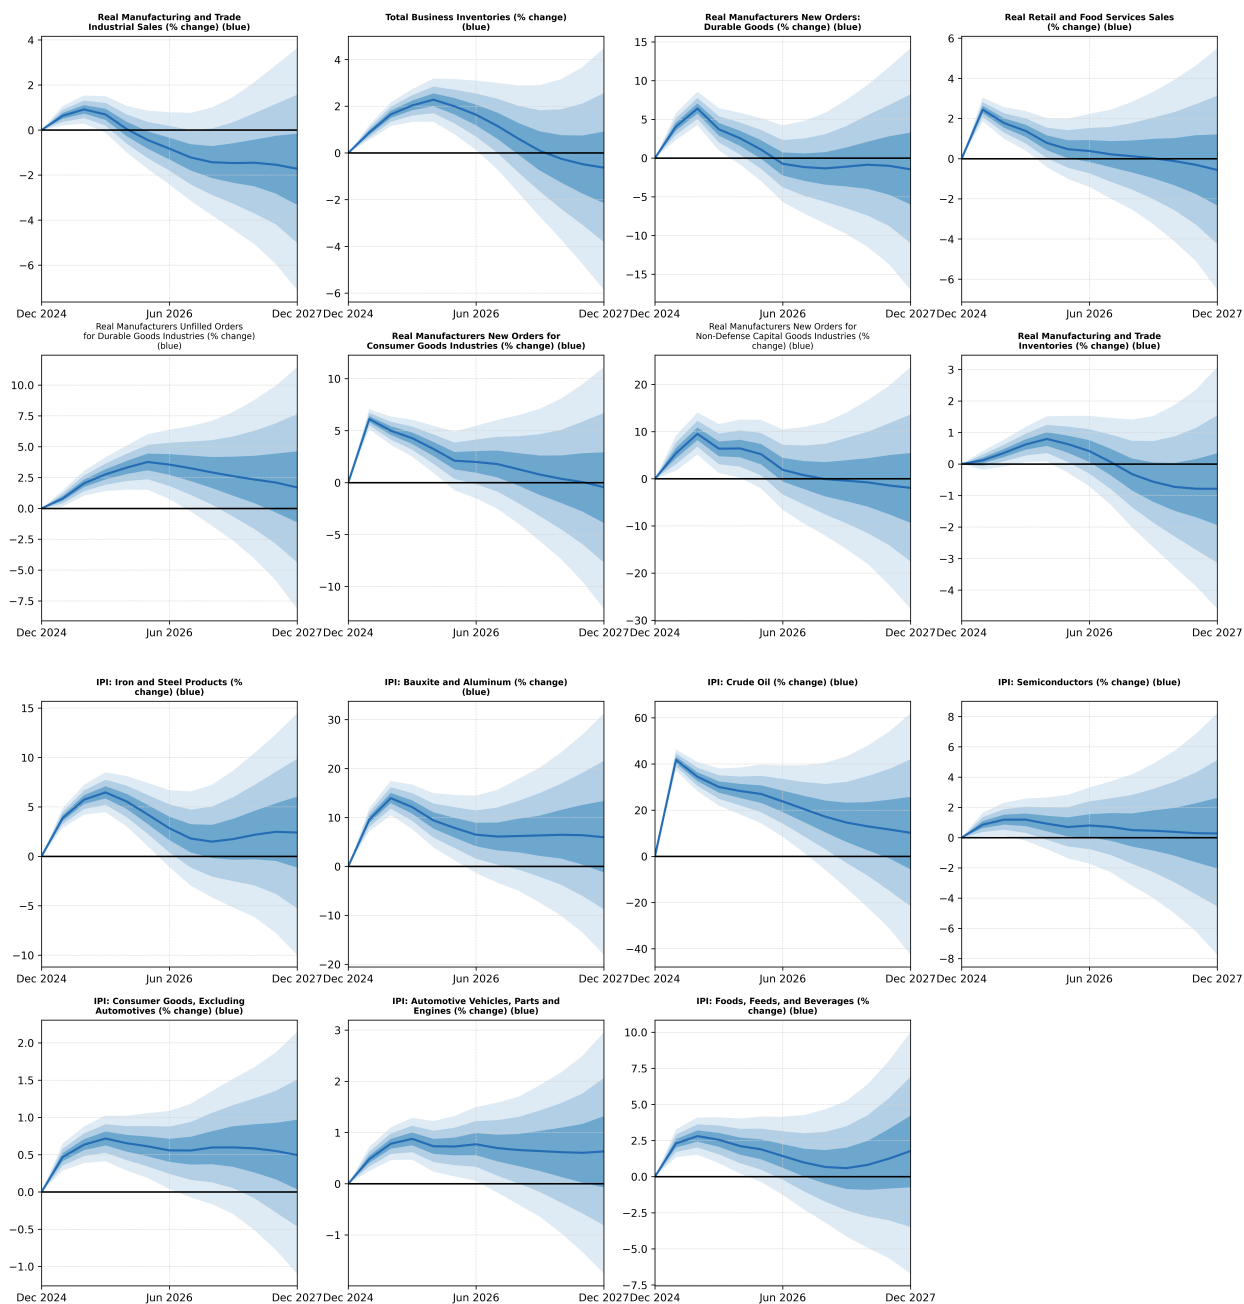 Real Manufacturing and Trade
Industrial Sales (% change) (blue)
4
2
0
−2
−4
−6
Dec 2024
Jun 2026
Dec 2027
Total Business Inventories (% change)
(blue)
4
2
0
−2
−4
−6
Dec 2024
Jun 2026
Dec 2027
Real Manufacturers New Orders:
Durable Goods (% change) (blue)
15
10
5
0
−5
−10
−15
Dec 2024
Jun 2026
Dec 2027
Real Retail and Food Services Sales
(% change) (blue)
6
4
2
0
−2
−4
−6
Dec 2024
Jun 2026
Dec 2027
Real Manufacturers Unfilled Orders
for Durable Goods Industries (% change)
(blue)
10.0
7.5
5.0
2.5
0.0
−2.5
−5.0
−7.5
Dec 2024
Jun 2026
Dec 2027
Real Manufacturers New Orders for
Consumer Goods Industries (% change) (blue)
10
5
0
−5
−10
Dec 2024
Jun 2026
Dec 2027
Real Manufacturers New Orders for
Non-Defense Capital Goods Industries (%
change) (blue)
20
10
0
−10
−20
−30
Dec 2024
Jun 2026
Dec 2027
Real Manufacturing and Trade
Inventories (% change) (blue)
3
2
1
0
−1
−2
−3
−4
Dec 2024
Jun 2026
Dec 2027
IPI: Iron and Steel Products (%
change) (blue)
15
10
5
0
−5
−10
Dec 2024
Jun 2026
Dec 2027
IPI: Bauxite and Aluminum (% change)
(blue)
30
20
10
0
−10
−20
Dec 2024
Jun 2026
Dec 2027
IPI: Crude Oil (% change) (blue)
60
40
20
0
−20
−40
Dec 2024
Jun 2026
Dec 2027
IPI: Semiconductors (% change) (blue)
8
6
4
2
0
−2
−4
−6
−8
Dec 2024
Jun 2026
Dec 2027
IPI: Consumer Goods, Excluding
Automotives (% change) (blue)
2.0
1.5
1.0
0.5
0.0
−0.5
−1.0
Dec 2024
Jun 2026
Dec 2027
IPI: Automotive Vehicles, Parts and
Engines (% change) (blue)
3
2
1
0
−1
Dec 2024
Jun 2026
Dec 2027
IPI: Foods, Feeds, and Beverages (%
change) (blue)
10.0
7.5
5.0
2.5
0.0
−2.5
−5.0
−7.5
Dec 2024
Jun 2026
Dec 2027